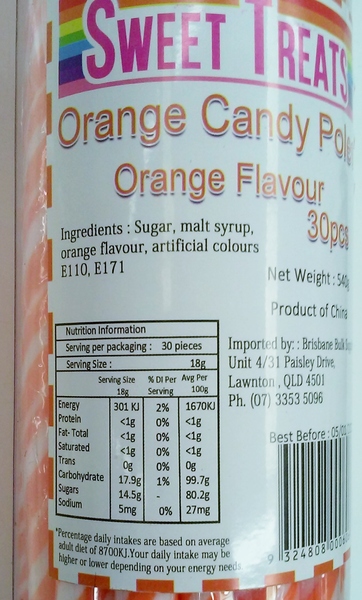 SWEET TREATS
Orange Candy Pole
Orange Flavour
30pcs
Ingredients : Sugar, malt syrup,
orange flavour, artificial colours
E110, E171
Net Weight : 540g
Product of China
Nutrition Information
Serving per packaging : 30 pieces
Serving Size : 18g
Serving Size 18g % DI Per Serving Avg Per 100g
Energy 301 KJ 2% 1670KJ
Protein <1g 0% <1g
Fat- Total <1g 0% <1g
Saturated <1g 0% <1g
Trans 0g 0% 0g
Carbohydrate 17.9g 1% 99.7g
Sugars 14.5g - 80.2g
Sodium 5mg 0% 27mg
*Percentage daily intakes are based on average
adult diet of 8700KJ.Your daily intake may be
higher or lower depending on your energy needs
Imported by: : Brisbane Bulk
Unit 4/31 Paisley Drive,
Lawnton , QLD 4501
Ph. (07) 3353 5096
Best Before : 05/
9 324808